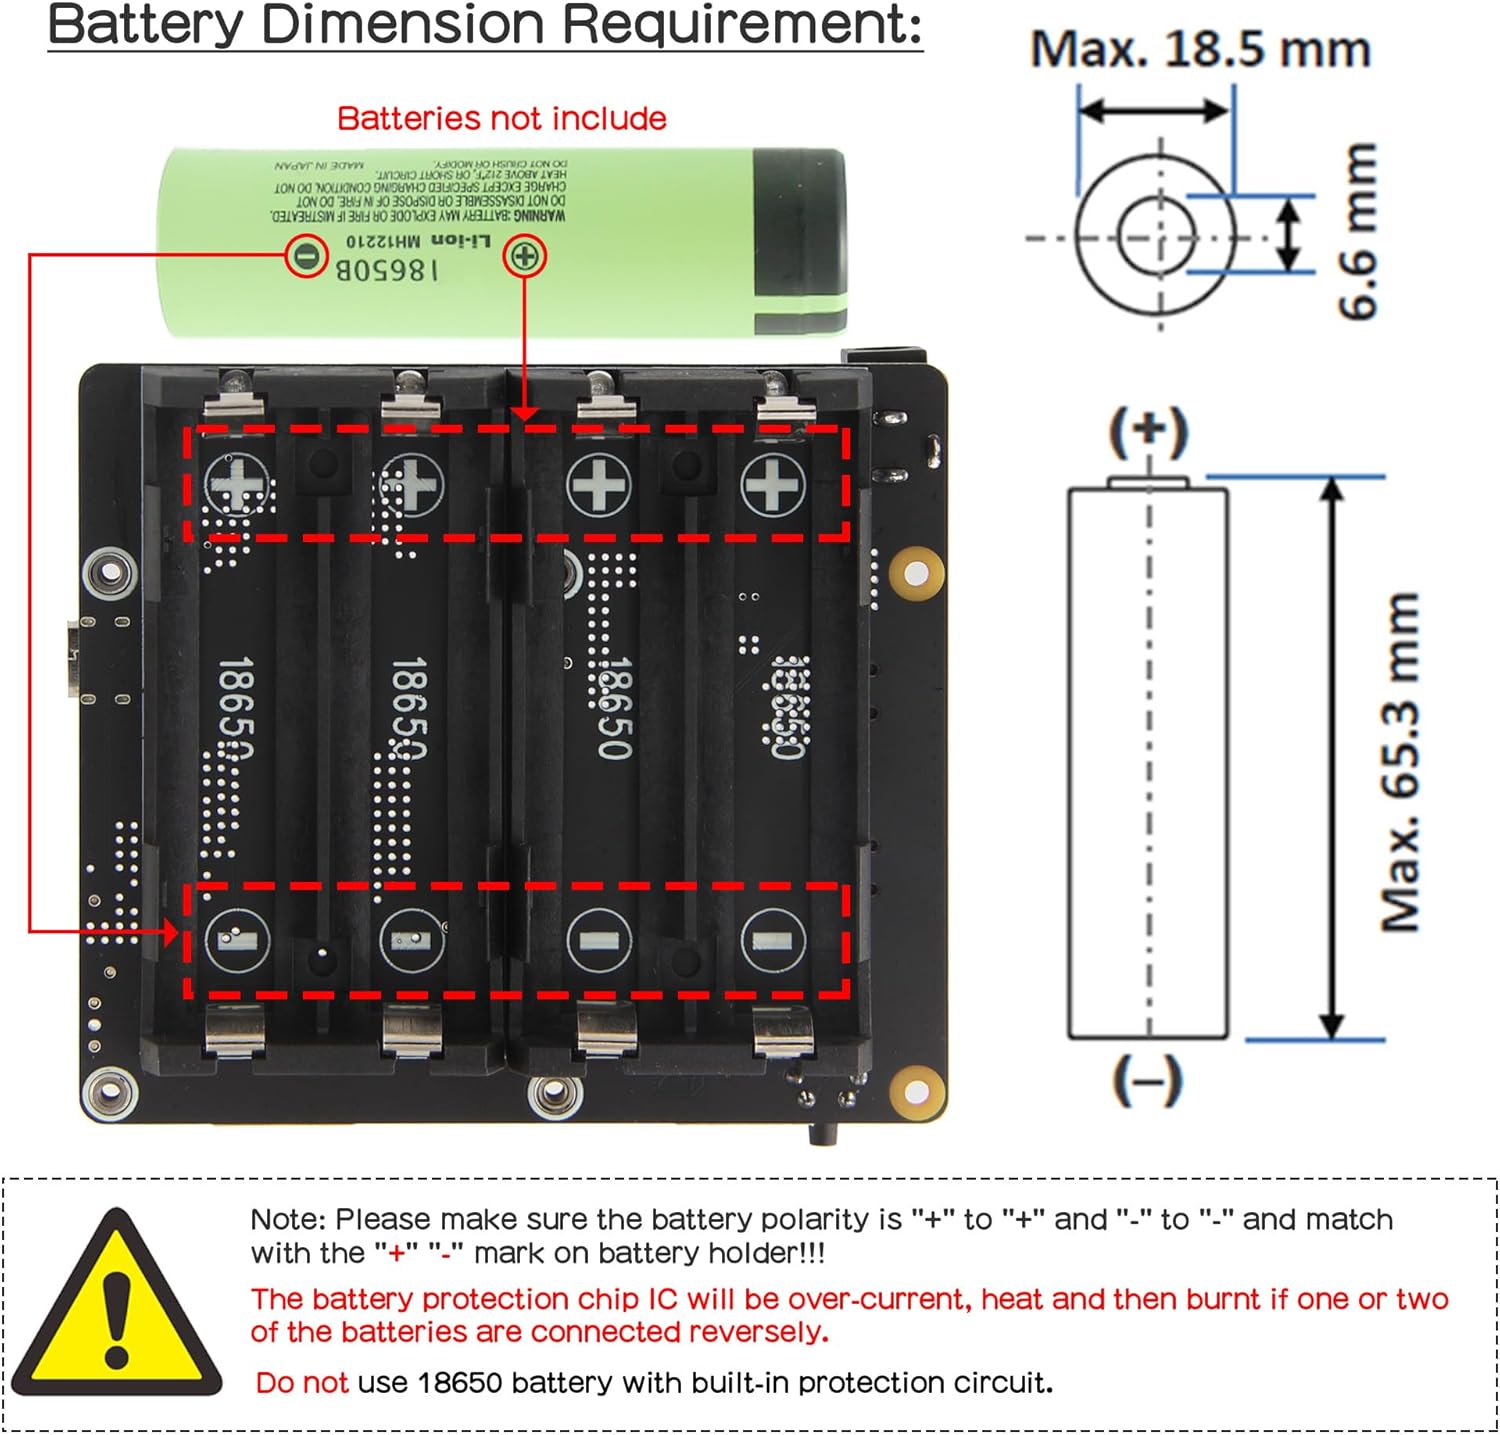 Battery Dimension Requirement:
Max. 18.5 mm
Batteries not include
MADE IN JAPAN
DO NOT CRUSH OR MODIFY.
HEAT ABOVE 212°F, OR SHORT CIRCUIT.
CHARGE EXCEPT SPECIFIED CHARGING CONDITION, DO NOT
DO NOT DISASSEMBLE OR DISPOSE OF IN FIRE, DO NOT
WARNING:BATTERY MAY EXPLODE OR FIRE IF MISTREATED.
Li-ion MH12210
18650B
- +
6.6 mm
(+)
+ + + +
18650 18650 18650 18650
Max. 65.3 mm
- - - -
(–)
Note: Please make sure the battery polarity is "+" to "+" and "-" to "-" and match
with the "+" "-" mark on battery holder!!!
The battery protection chip IC will be over-current, heat and then burnt if one or two
of the batteries are connected reversely.
Do not use 18650 battery with built-in protection circuit.